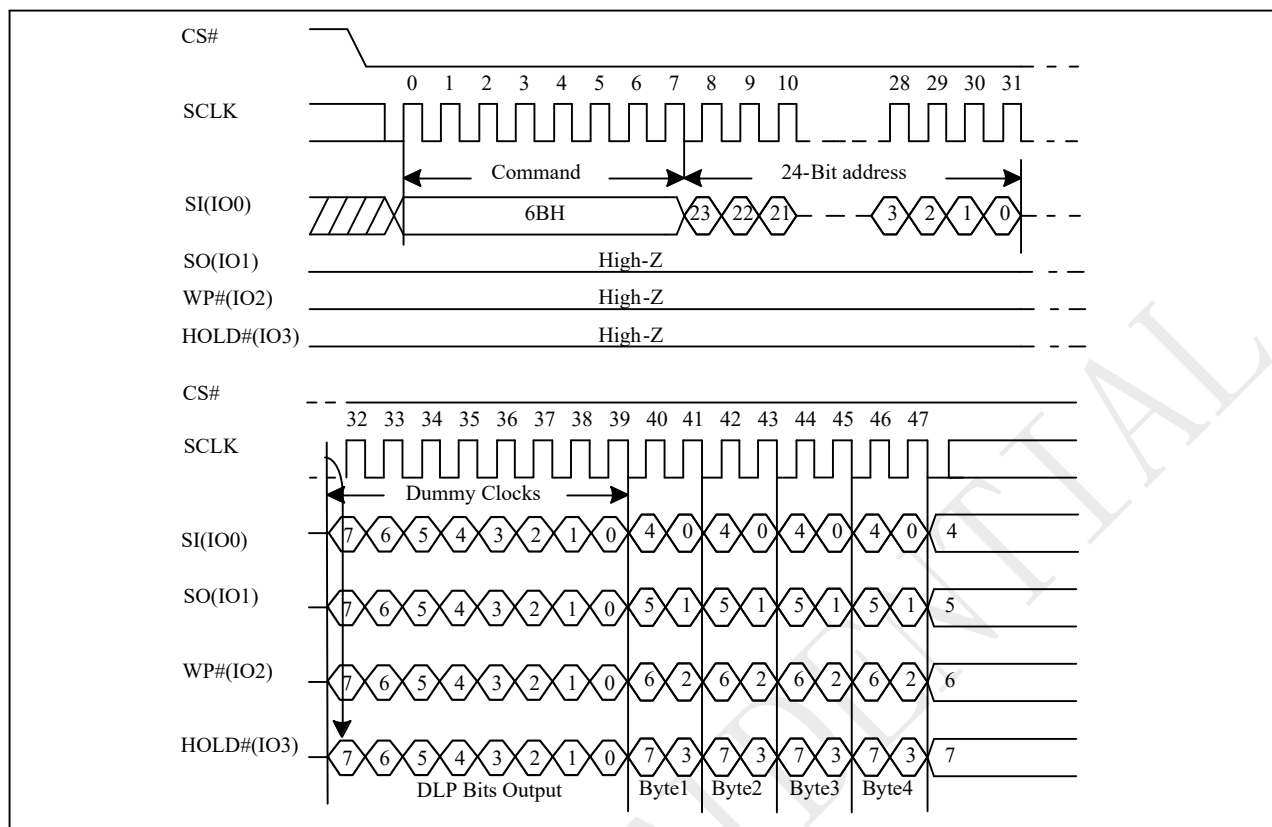 CS#
0 1 2 3 4 5 6 7 8 9 10 28 29 30 31
SCLK
Command 24-Bit address
SI(IO0) 6BH 23 22 21 3 2 1 0
SO(IO1) High-Z
WP#(IO2) High-Z
HOLD#(IO3) High-Z
CS#
32 33 34 35 36 37 38 39 40 41 42 43 44 45 46 47
SCLK
Dummy Clocks
SI(IO0) 7 6 5 4 3 2 1 0 4 0 4 0 4 0 4 0 4
SO(IO1) 7 6 5 4 3 2 1 0 5 1 5 1 5 1 5 1 5
WP#(IO2) 7 6 5 4 3 2 1 0 6 2 6 2 6 2 6 2 6
HOLD#(IO3) 7 6 5 4 3 2 1 0 7 3 7 3 7 3 7 3 7
DLP Bits Output Byte1 Byte2 Byte3 Byte4
DENTIAL